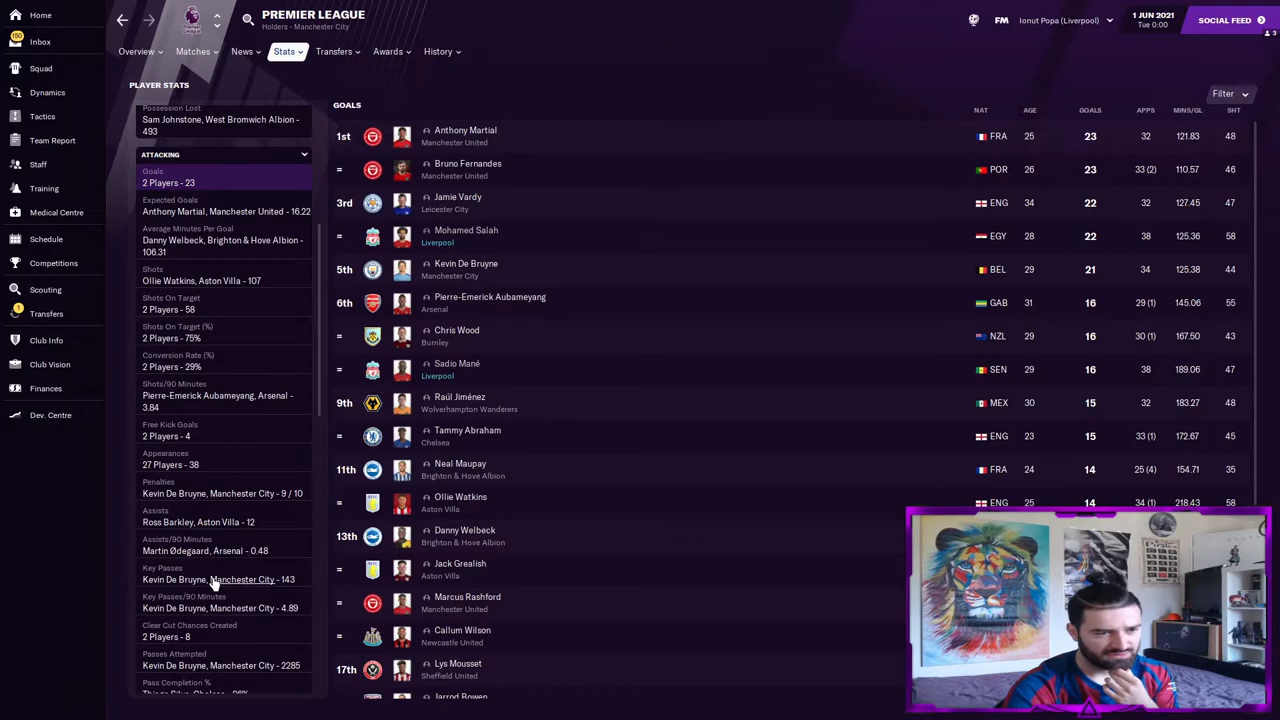 Home
150
Inbox
Squad
Dynamics
Tactics
Team Report
Staff
Training
Medical Centre
Schedule
Competitions
Scouting
1
Transfers
Club Info
Club Vision
Finances
Dev. Centre
PREMIER LEAGUE
Holders - Manchester City
FM
Ionut Popa (Liverpool)
1 JUN 2021
Tue 0:00
SOCIAL FEED
3
Overview
Matches
News
Stats
Transfers
Awards
History
PLAYER STATS
Filter
Possession Lost
Sam Johnstone, West Bromwich Albion -
493
ATTACKING
Goals
2 Players - 23
Expected Goals
Anthony Martial, Manchester United - 16.22
Average Minutes Per Goal
Danny Welbeck, Brighton & Hove Albion -
106.31
Shots
Ollie Watkins, Aston Villa - 107
Shots On Target
2 Players - 58
Shots On Target (%)
2 Players - 75%
Conversion Rate (%)
2 Players - 29%
Shots/90 Minutes
Pierre-Emerick Aubameyang, Arsenal -
3.84
Free Kick Goals
2 Players - 4
Appearances
27 Players - 38
Penalties
Kevin De Bruyne, Manchester City - 9 / 10
Assists
Ross Barkley, Aston Villa - 12
Assists/90 Minutes
Martin Ødegaard, Arsenal - 0.48
Key Passes
Kevin De Bruyne, Manchester City - 143
Key Passes/90 Minutes
Kevin De Bruyne, Manchester City - 4.89
Clear Cut Chances Created
2 Players - 8
Passes Attempted
Kevin De Bruyne, Manchester City - 2285
Pass Completion %
Thiago Silva, Chelsea - 96%
GOALS NAT AGE GOALS APPS MINS/GL SHT
1st Anthony Martial FRA 25 23 32 121.83 48
Manchester United
= Bruno Fernandes POR 26 23 33 (2) 110.57 46
Manchester United
3rd Jamie Vardy ENG 34 22 32 127.45 47
Leicester City
= Mohamed Salah EGY 28 22 38 125.36 58
Liverpool
5th Kevin De Bruyne BEL 29 21 34 125.38 44
Manchester City
6th Pierre-Emerick Aubameyang GAB 31 16 29 (1) 145.06 55
Arsenal
= Chris Wood NZL 29 16 30 (1) 167.50 43
Burnley
= Sadio Mané SEN 29 16 38 189.06 47
Liverpool
9th Raúl Jiménez MEX 30 15 32 183.27 48
Wolverhampton Wanderers
= Tammy Abraham ENG 23 15 33 (1) 172.67 45
Chelsea
11th Neal Maupay FRA 24 14 25 (4) 154.71 35
Brighton & Hove Albion
= Ollie Watkins ENG 25 14 34 (1) 218.43 58
Aston Villa
13th Danny Welbeck
Brighton & Hove Albion
= Jack Grealish
Aston Villa
= Marcus Rashford
Manchester United
= Callum Wilson
Newcastle United
17th Lys Mousset
Sheffield United
Jarrod Bowen